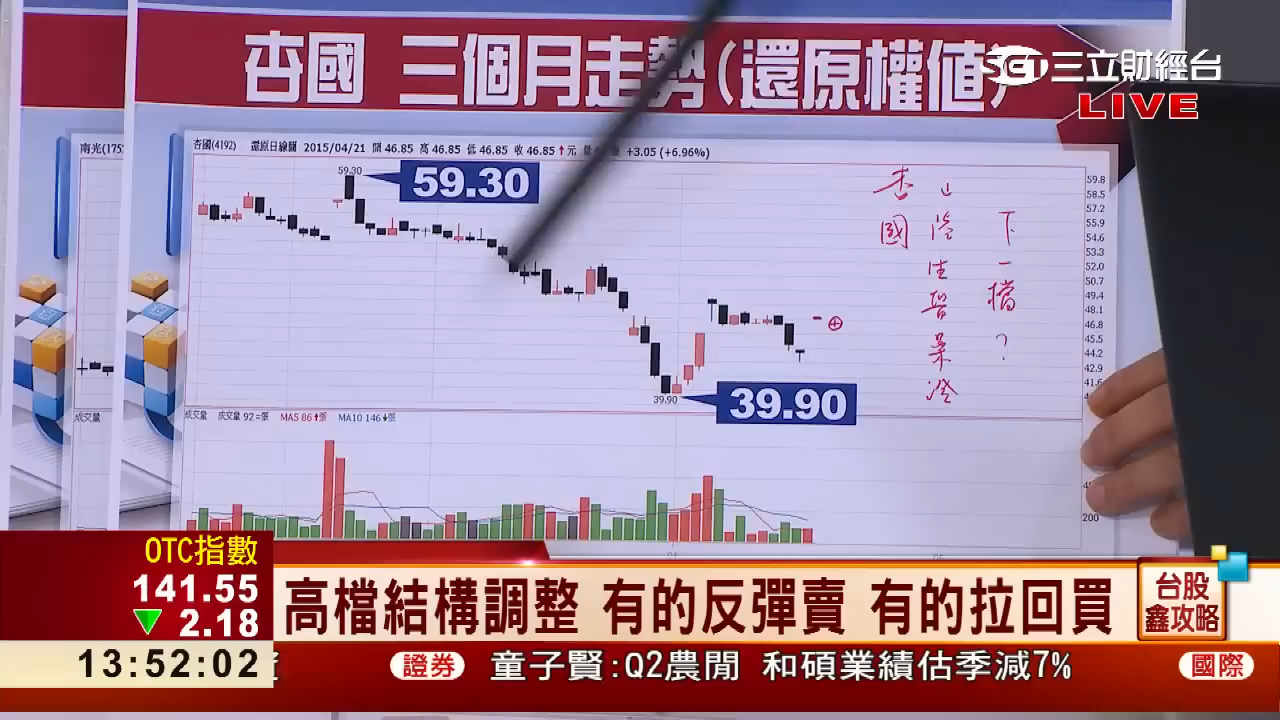 杏國 三個月走勢(還原權值)
三立財經台
LIVE
南光(175
杏國(4192) 還原日線圖 2015/04/21 開 46.85 高 46.85 低 46.85 收 46.85↑元 +3.05 (+6.96%)
59.30
59.30
59.8
58.5
57.2
55.9
54.6
53.3
52.0
50.7
49.4
48.1
46.8
45.5
44.2
42.9
41.6
杏國
下一檔?
39.90
39.90
成交量
成交量 成交量 92=張 MA5 86↑張 MA10 146↓張
200
OTC指數
141.55
▼ 2.18
高檔結構調整 有的反彈賣 有的拉回買
台股
鑫攻略
13:52:02
證券 童子賢:Q2農閒 和碩業績估季減7%
國際